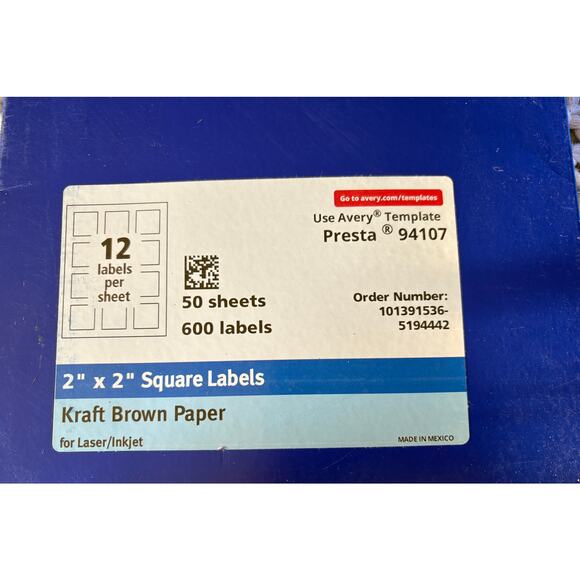 Go to avery.com/templates
Use Avery® Template
Presta ® 94107
12
labels
per
sheet
50 sheets
600 labels
Order Number:
101391536-
5194442
2" x 2" Square Labels
Kraft Brown Paper
for Laser/Inkjet
MADE IN MEXICO